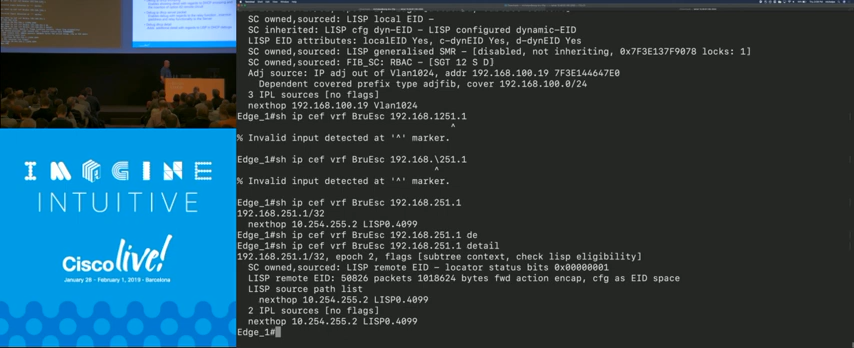 IMAGINE
INTUITIVE
Cisco live!
January 28 - February 1, 2019 · Barcelona
SC owned,sourced: LISP local EID -
SC inherited: LISP cfg dyn-EID - LISP configured dynamic-EID
LISP EID attributes: localEID Yes, c-dynEID Yes, d-dynEID Yes
SC owned,sourced: LISP generalised SMR - [disabled, not inheriting, 0x7F3E137F9078 locks: 1]
SC owned,sourced: FIB_SC: RBAC - [SGT 12 S D]
Adj source: IP adj out of Vlan1024, addr 192.168.100.19 7F3E144647E0
Dependent covered prefix type adjfib, cover 192.168.100.0/24
3 IPL sources [no flags]
nexthop 192.168.100.19 Vlan1024
Edge_1#sh ip cef vrf BruEsc 192.168.1251.1
^
% Invalid input detected at '^' marker.
Edge_1#sh ip cef vrf BruEsc 192.168.\251.1
^
% Invalid input detected at '^' marker.
Edge_1#sh ip cef vrf BruEsc 192.168.251.1
192.168.251.1/32
nexthop 10.254.255.2 LISP0.4099
Edge_1#sh ip cef vrf BruEsc 192.168.251.1 de
Edge_1#sh ip cef vrf BruEsc 192.168.251.1 detail
192.168.251.1/32, epoch 2, flags [subtree context, check lisp eligibility]
SC owned,sourced: LISP remote EID - locator status bits 0x00000001
LISP remote EID: 50826 packets 1018624 bytes fwd action encap, cfg as EID space
LISP source path list
nexthop 10.254.255.2 LISP0.4099
2 IPL sources [no flags]
nexthop 10.254.255.2 LISP0.4099
Edge_1#